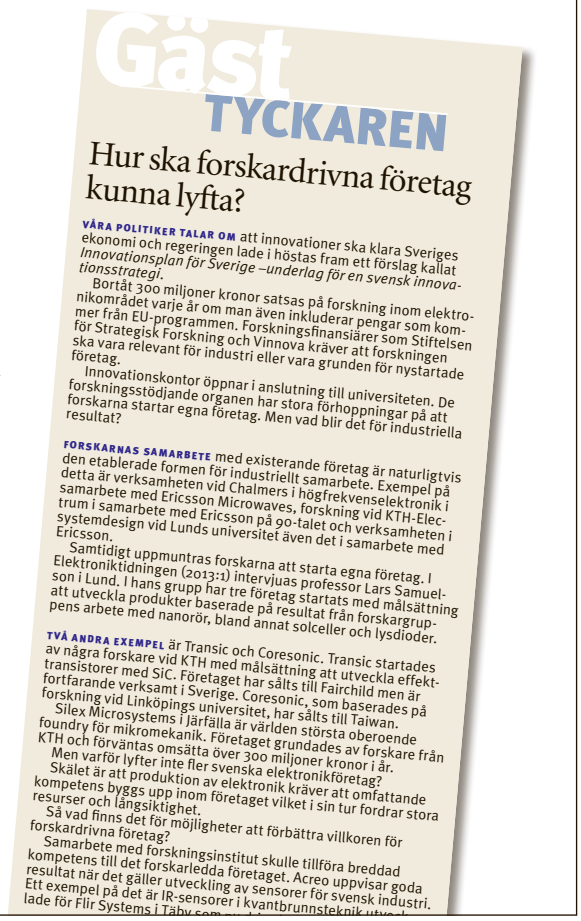 Gäst
TYCKAREN
Hur ska forskardrivna företag
kunna lyfta?
VÅRA POLITIKER TALAR OM att innovationer ska klara Sveriges
ekonomi och regeringen lade i höstas fram ett förslag kallat
Innovationsplan för Sverige –underlag för en svensk innova-
tionsstrategi.
Bortåt 300 miljoner kronor satsas på forskning inom elektro-
nikområdet varje år om man även inkluderar pengar som kom-
mer från EU-programmen. Forskningsfinansiärer som Stiftelsen
för Strategisk Forskning och Vinnova kräver att forskningen
ska vara relevant för industri eller vara grunden för nystartade
företag.
Innovationskontor öppnar i anslutning till universiteten. De
forskningsstödjande organen har stora förhoppningar på att
forskarna startar egna företag. Men vad blir det för industriella
resultat?
FORSKARNAS SAMARBETE med existerande företag är naturligtvis
den etablerade formen för industriellt samarbete. Exempel på
detta är verksamheten vid Chalmers i högfrekvenselektronik i
samarbete med Ericsson Microwaves, forskning vid KTH-Elec-
trum i samarbete med Ericsson på 90-talet och verksamheten i
systemdesign vid Lunds universitet även det i samarbete med
Ericsson.
Samtidigt uppmuntras forskarna att starta egna företag. I
Elektroniktidningen (2013:1) intervjuas professor Lars Samuel-
son i Lund. I hans grupp har tre företag startats med målsättning
att utveckla produkter baserade på resultat från forskargrup-
pens arbete med nanorör, bland annat solceller och lysdioder.
TVÅ ANDRA EXEMPEL är Transic och Coresonic. Transic startades
av några forskare vid KTH med målsättning att utveckla effekt-
transistorer med SiC. Företaget har sålts till Fairchild men är
fortfarande verksamt i Sverige. Coresonic, som baserades på
forskning vid Linköpings universitet, har sålts till Taiwan.
Silex Microsystems i Järfälla är världen största oberoende
foundry för mikromekanik. Företaget grundades av forskare från
KTH och förväntas omsätta över 300 miljoner kronor i år.
Men varför lyfter inte fler svenska elektronikföretag?
Skälet är att produktion av elektronik kräver att omfattande
kompetens byggs upp inom företaget vilket i sin tur fordrar stora
resurser och långsiktighet.
Så vad finns det för möjligheter att förbättra villkoren för
forskardrivna företag?
Samarbete med forskningsinstitut skulle tillföra breddad
kompetens till det forskarledda företaget. Acreo uppvisar goda
resultat när det gäller utveckling av sensorer för svensk industri.
Ett exempel på det är IR-sensorer i kvantbrunnsteknik
lade för Flir Systems i Täby som